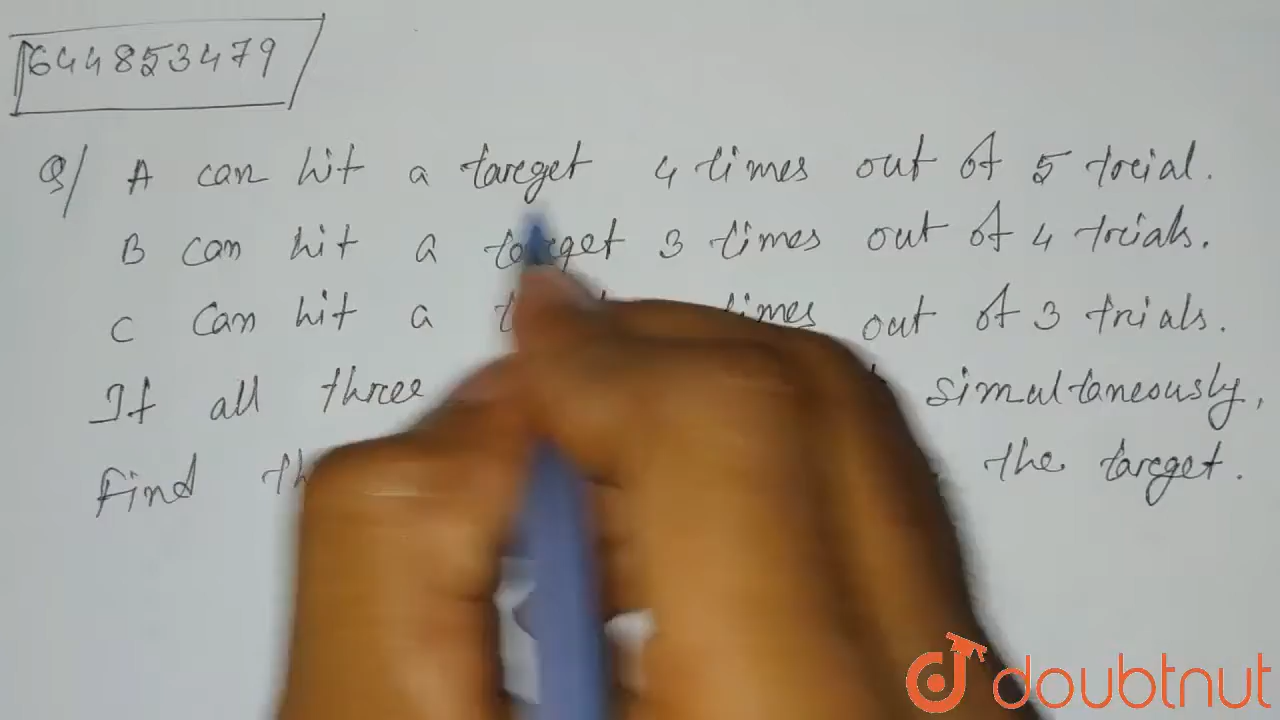 644853479
Q/ A can hit a target 4 times out of 5 trial.
B can hit a target 3 times out of 4 trials.
C can hit a times out of 3 trials.
If all three simultaneously,
Find the target.
doubtnut